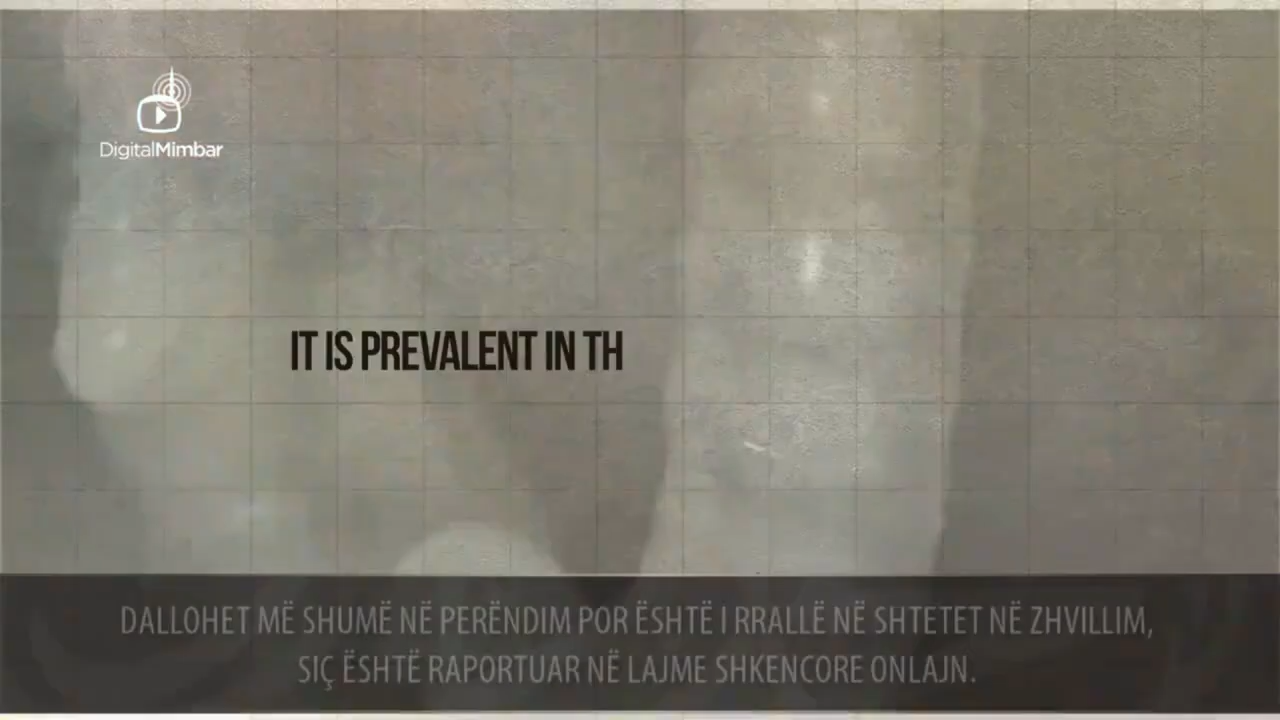 DigitalMimbar
IT IS PREVALENT IN TH
DALLOHET MË SHUMË NË PERËNDIM POR ËSHTË I RRALLË NË SHTETET NË ZHVILLIM,
SIÇ ËSHTË RAPORTUAR NË LAJME SHKENCORE ONLAJN.